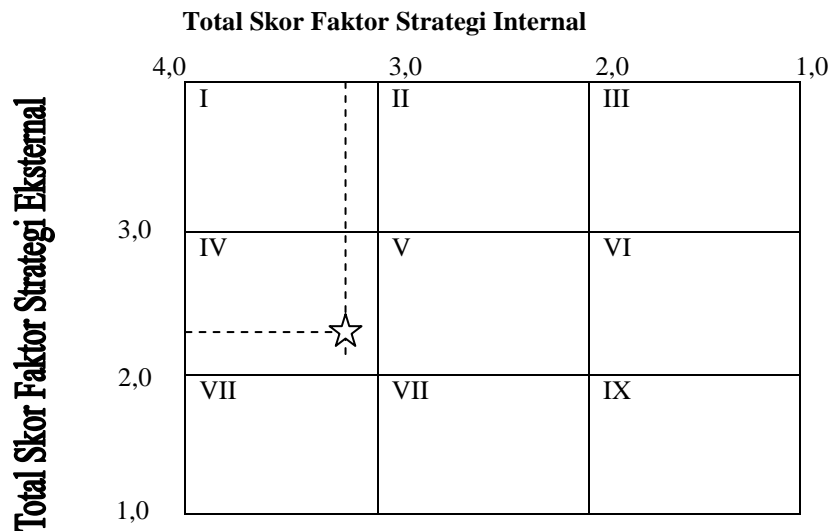 Total Skor Faktor Strategi Internal
4,0 3,0 2,0 1,0
I II III
3,0
IV V VI
2,0
VII VII IX
1,0
Total Skor Faktor Strategi Eksternal